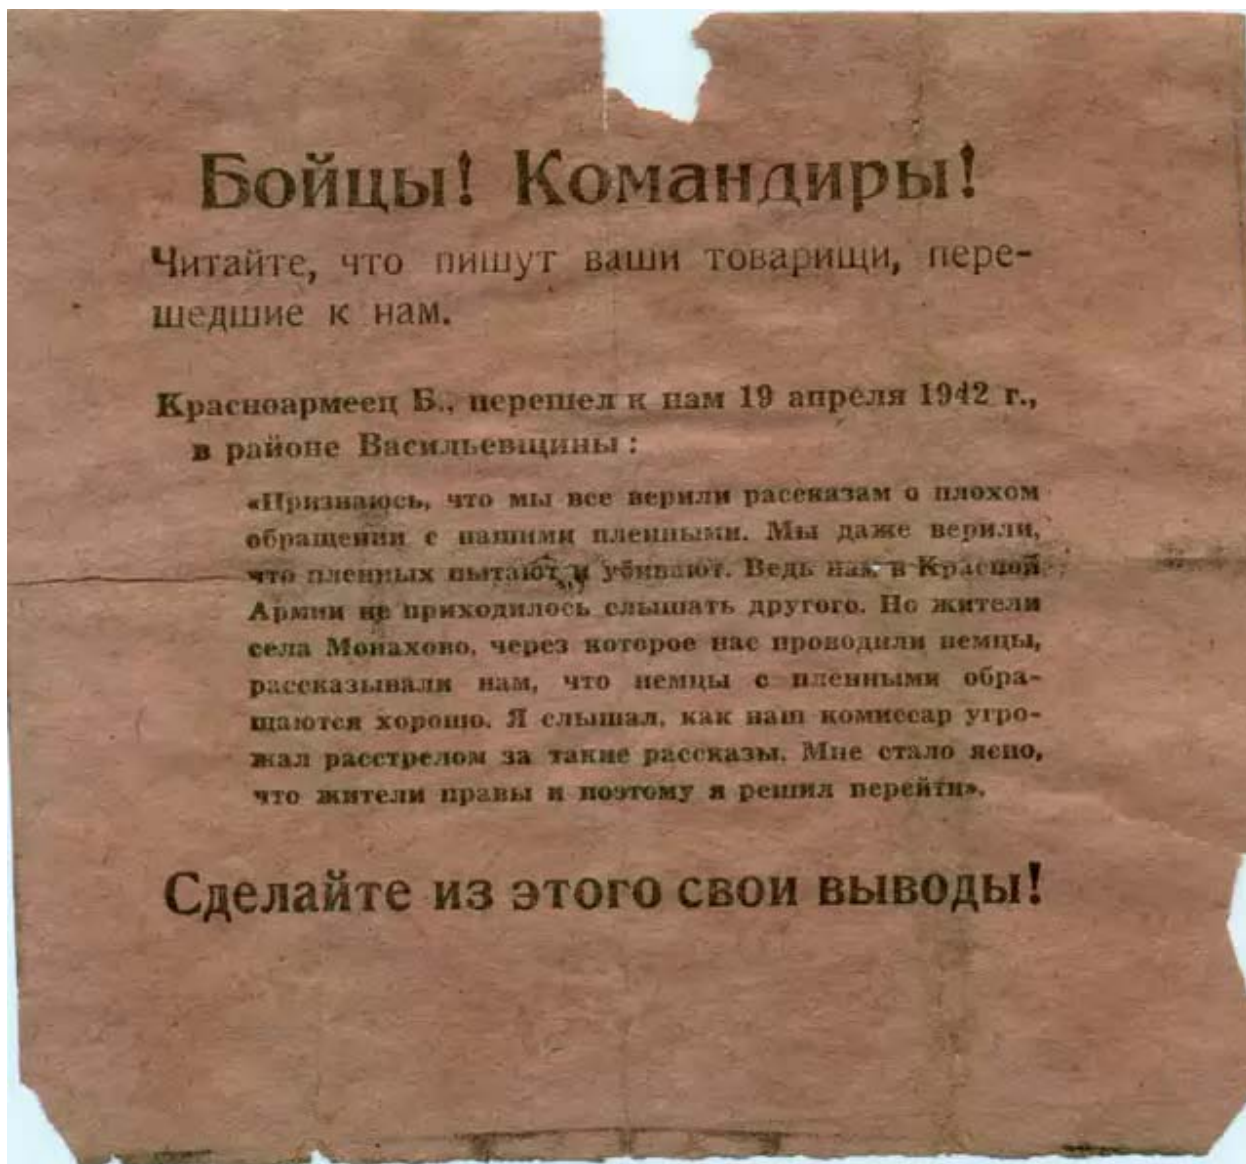 Бойцы! Командиры!
Читайте, что пишут ваши товарищи, пере-
шедшие к нам.
Красноармеец Б., перешел к нам 19 апреля 1942 г.,
в районе Васильевщины:
«Признаюсь, что мы все верили рассказам о плохом
обращении с нашими пленными. Мы даже верили,
что пленных пытают и убивают. Ведь нам в Красной
Армии не приходилось слышать другого. Но жители
села Монахово, через которое нас проводили немцы,
рассказывали нам, что немцы с пленными обра-
щаются хорошо. Я слышал, как наш комиссар угро-
жал расстрелом за такие рассказы. Мне стало ясно,
что жители правы и поэтому я решил перейти».
Сделайте из этого свои выводы!